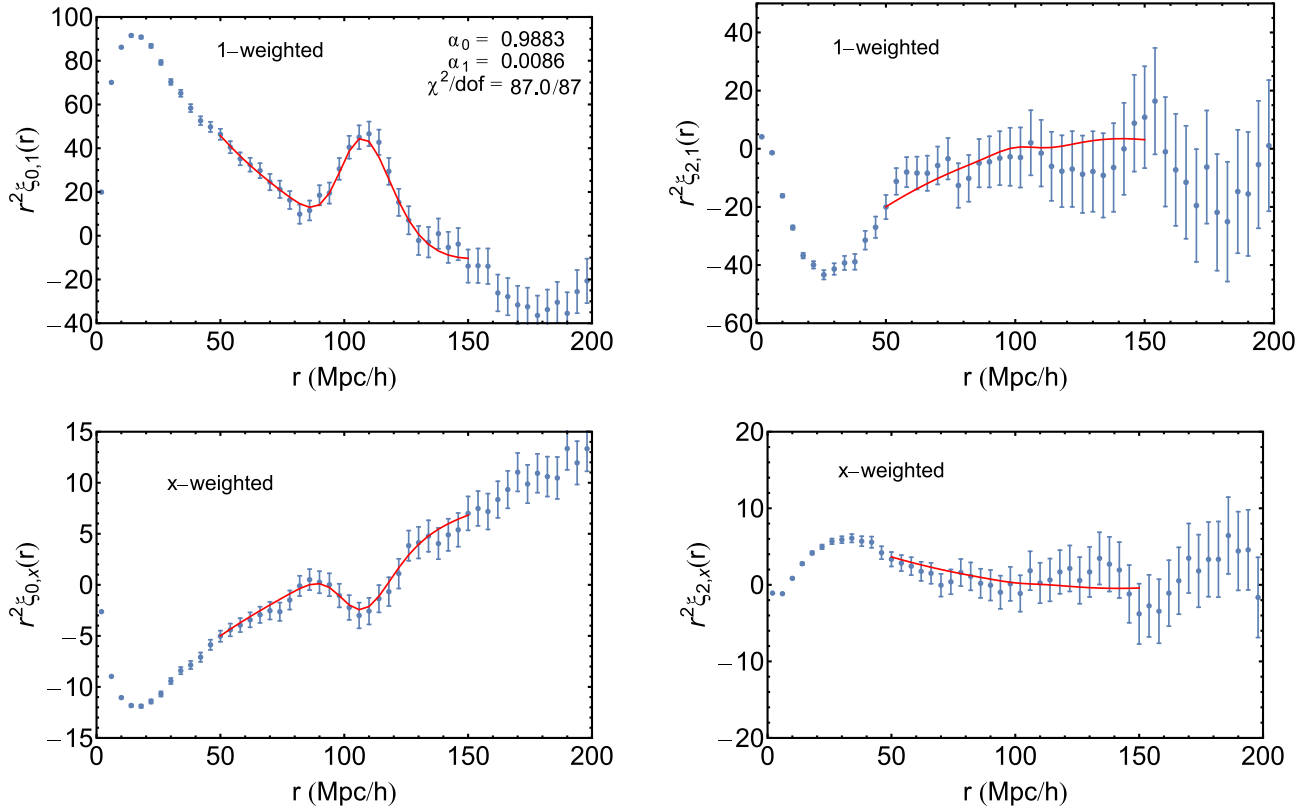 100
80
60
40
20
0
−20
−40
0 50 100 150 200
r²ξ₀,₁(r)
r (Mpc/h)
1−weighted
α₀ = 0.9883
α₁ = 0.0086
χ²/dof = 87.0/87
40
20
0
−20
−40
−60
0 50 100 150 200
r²ξ₂,₁(r)
r (Mpc/h)
1−weighted
15
10
5
0
−5
−10
−15
0 50 100 150 200
r²ξ₀,ₓ(r)
r (Mpc/h)
x−weighted
20
10
0
−10
−20
0 50 100 150 200
r²ξ₂,ₓ(r)
r (Mpc/h)
x−weighted